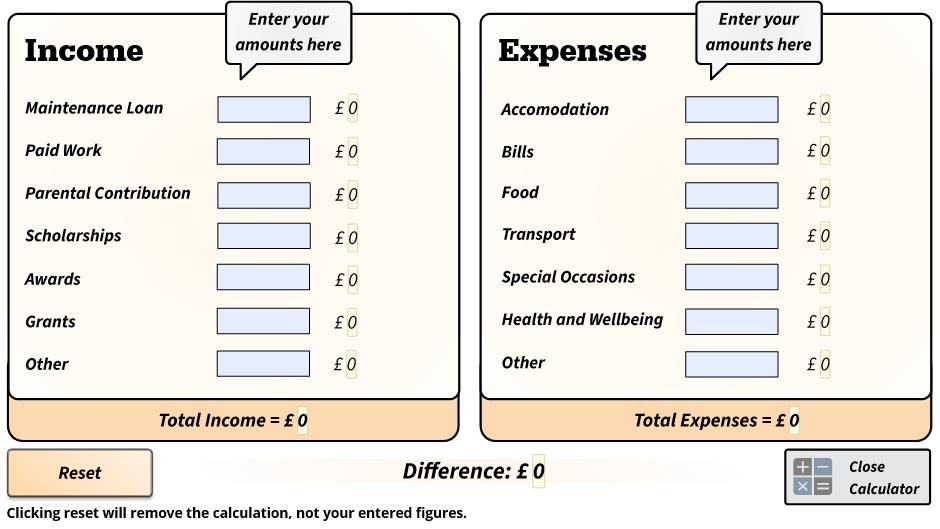 Enter your
amounts here
Income
Maintenance Loan £ 0
Paid Work £ 0
Parental Contribution £ 0
Scholarships £ 0
Awards £ 0
Grants £ 0
Other £ 0
Total Income = £ 0
Enter your
amounts here
Expenses
Accomodation £ 0
Bills £ 0
Food £ 0
Transport £ 0
Special Occasions £ 0
Health and Wellbeing £ 0
Other £ 0
Total Expenses = £ 0
Reset
Difference: £ 0
Close
Calculator
Clicking reset will remove the calculation, not your entered figures.